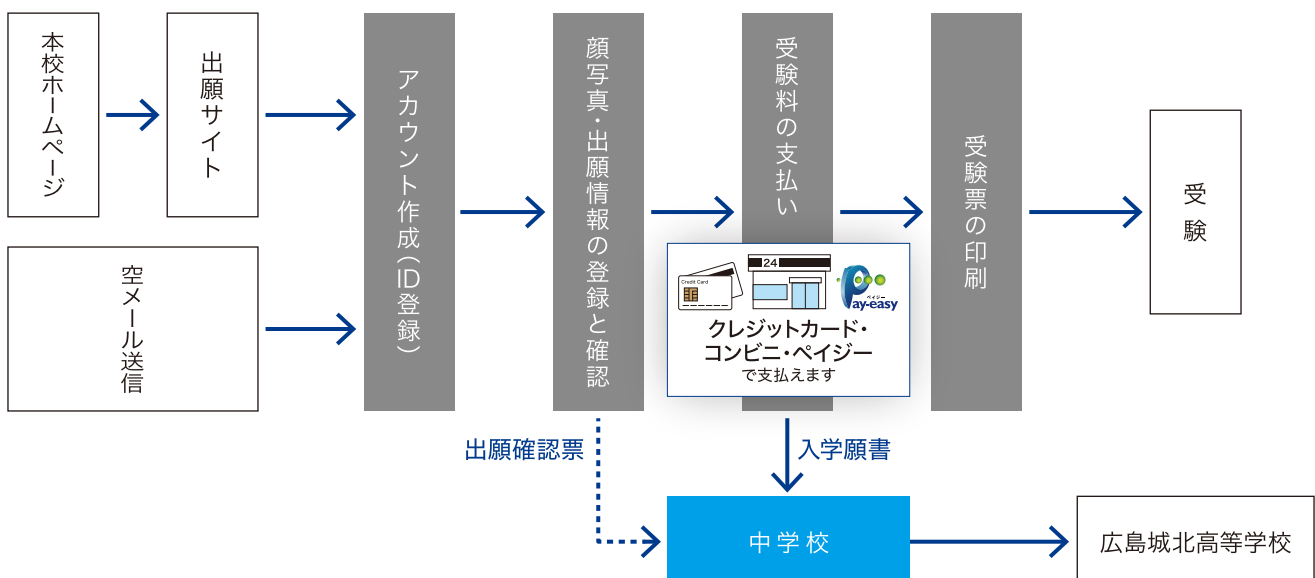 本校ホームページ
出願サイト
空メール送信
アカウント作成(ID登録)
顔写真・出願情報の登録と確認
受験料の支払い
24
Credit Card
ペイジー
Pay-easy
クレジットカード・
コンビニ・ペイジー
で支払えます
受験票の印刷
受験
出願確認票
入学願書
中学校
広島城北高等学校